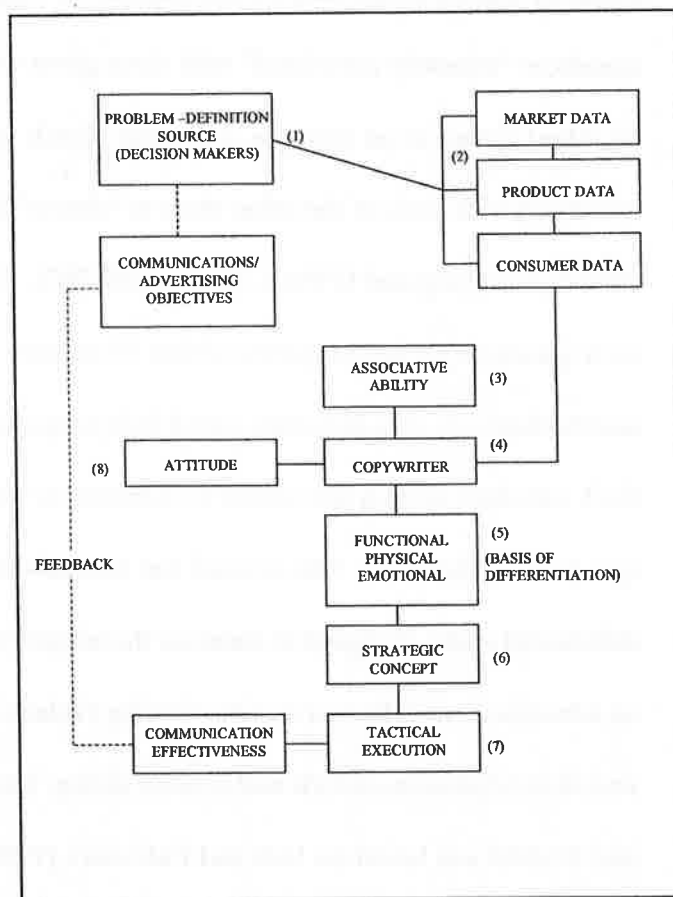 PROBLEM –DEFINITION
SOURCE
(DECISION MAKERS)
(1)
MARKET DATA
(2)
PRODUCT DATA
CONSUMER DATA
COMMUNICATIONS/
ADVERTISING
OBJECTIVES
ASSOCIATIVE
ABILITY
(3)
(8)
ATTITUDE
COPYWRITER
(4)
FUNCTIONAL
PHYSICAL
EMOTIONAL
(5)
(BASIS OF
DIFFERENTIATION)
FEEDBACK
STRATEGIC
CONCEPT
(6)
COMMUNICATION
EFFECTIVENESS
TACTICAL
EXECUTION
(7)